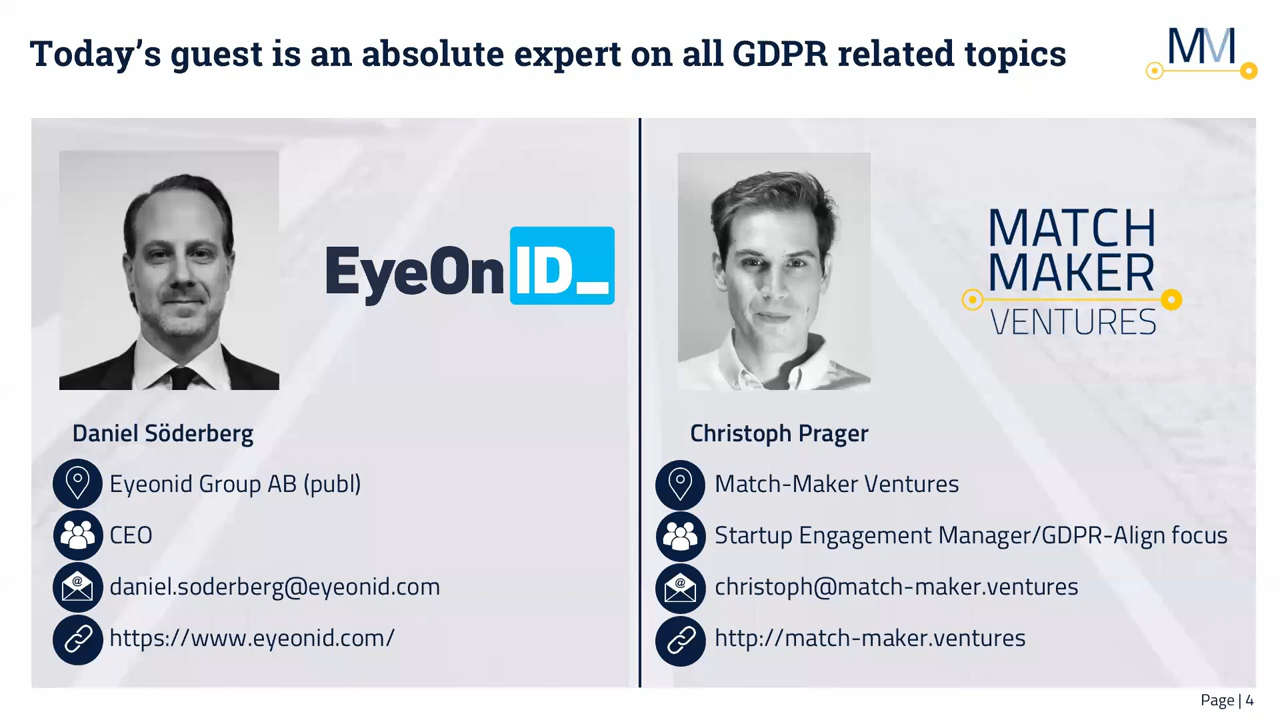 Today's guest is an absolute expert on all GDPR related topics
MM
EyeOnID_
Daniel Söderberg
Eyeonid Group AB (publ)
CEO
@
daniel.soderberg@eyeonid.com
https://www.eyeonid.com/
MATCH
MAKER
VENTURES
Christoph Prager
Match-Maker Ventures
Startup Engagement Manager/GDPR-Align focus
@
christoph@match-maker.ventures
http://match-maker.ventures
Page | 4